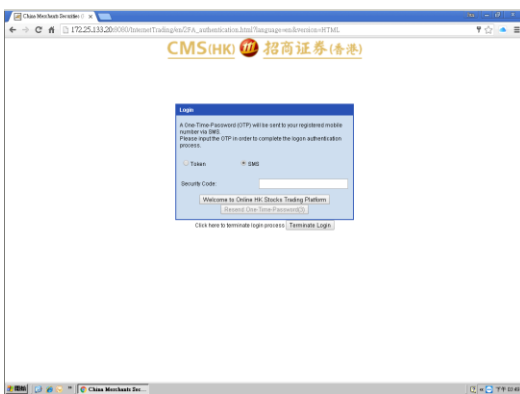 China Merchants Securities (
172.25.133.20:8080/InternetTrading/en/2FA_authentication.html?language=en&version=HTML
CMS(HK) 招商证券(香港)
Login
A One-Time-Password (OTP) will be sent to your registered mobile
number via SMS.
Please input the OTP in order to complete the logon authentication
process.
Token SMS
Security Code:
Welcome to Online HK Stocks Trading Platform
Resend One-Time-Password(3)
Click here to terminate login process Terminate Login
China Merchants Sec...